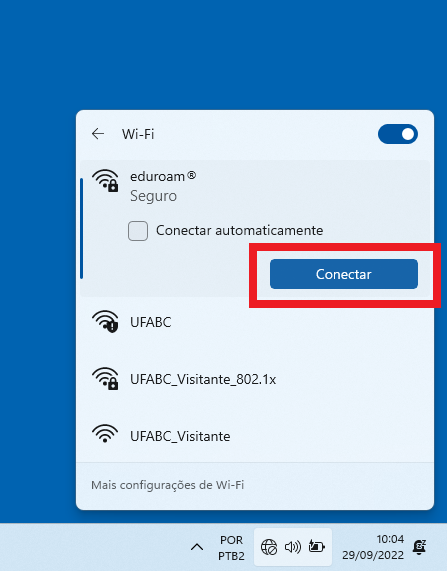 Wi-Fi
eduroam®
Seguro
Conectar automaticamente
Conectar
UFABC
UFABC_Visitante_802.1x
UFABC_Visitante
Mais configurações de Wi-Fi
POR
PTB2
10:04
29/09/2022